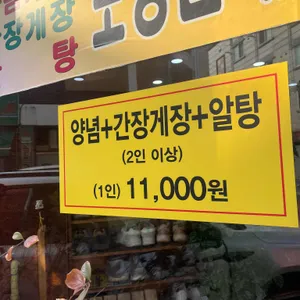 장게장
탕
양념+간장게장+알탕
(2인 이상)
(1인) 11,000원